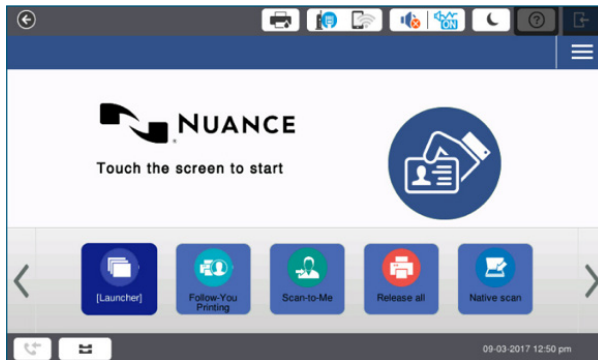 ON
NUANCE
Touch the screen to start
[Launcher]
Follow-You
Printing
Scan-to-Me
Release all
Native scan
09-03-2017 12:50 pm